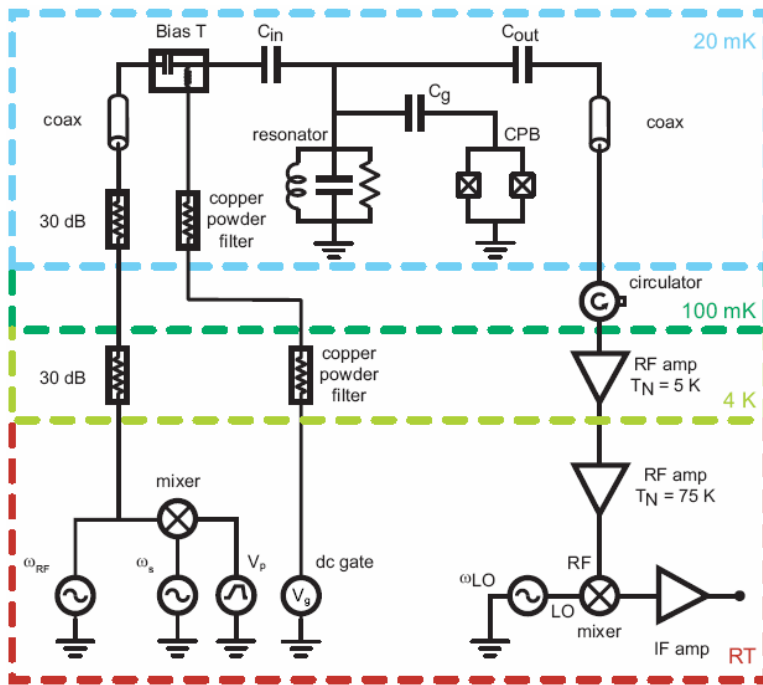 Bias T
C_in
C_out
20 mK
coax
C_g
resonator
CPB
coax
30 dB
copper
powder
filter
circulator
100 mK
30 dB
copper
powder
filter
RF amp
T_N = 5 K
4 K
mixer
RF amp
T_N = 75 K
ω_RF
ω_s
V_p
dc gate
V_g
ω_LO
RF
LO
mixer
IF amp
RT